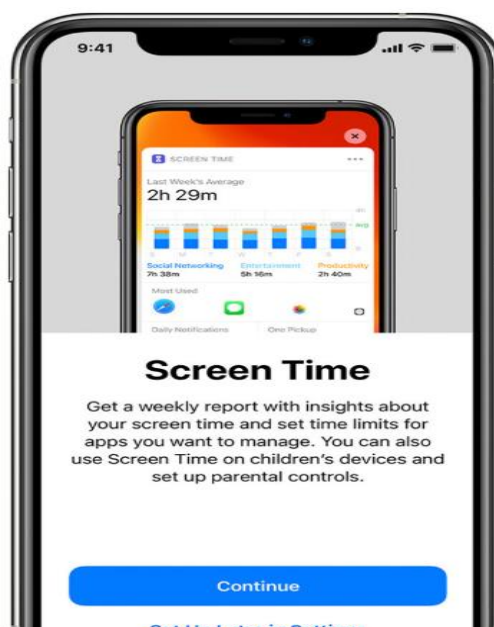 9:41
SCREEN TIME
Last Week's Average
2h 29m
avg
S M T W T F S
Social Networking Entertainment Productivity
7h 38m 5h 16m 2h 40m
Most Used
Daily Notifications One Pickup
Screen Time
Get a weekly report with insights about
your screen time and set time limits for
apps you want to manage. You can also
use Screen Time on children's devices and
set up parental controls.
Continue